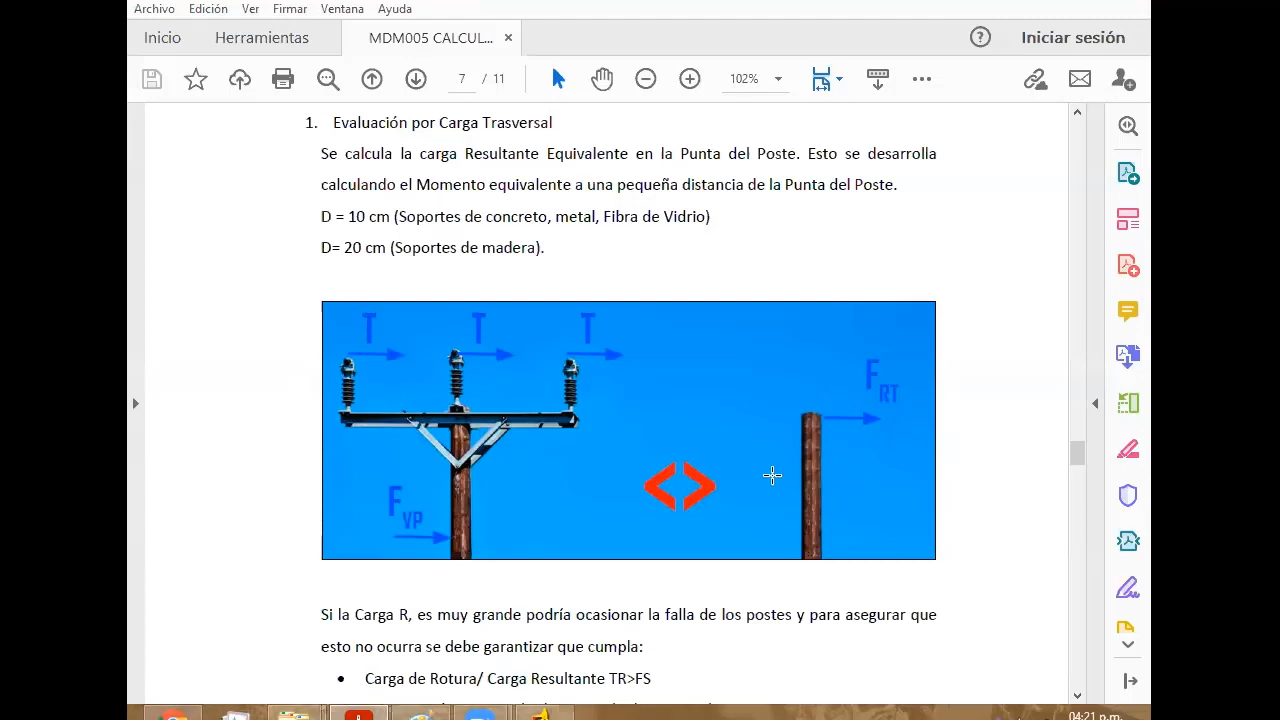 Archivo Edición Ver Firmar Ventana Ayuda
Inicio Herramientas MDM005 CALCUL... × Iniciar sesión
7 / 11 102%
1. Evaluación por Carga Trasversal
Se calcula la carga Resultante Equivalente en la Punta del Poste. Esto se desarrolla
calculando el Momento equivalente a una pequeña distancia de la Punta del Poste.
D = 10 cm (Soportes de concreto, metal, Fibra de Vidrio)
D= 20 cm (Soportes de madera).
T T T
F RT
<>
F VP
Si la Carga R, es muy grande podría ocasionar la falla de los postes y para asegurar que
esto no ocurra se debe garantizar que cumpla:
• Carga de Rotura/ Carga Resultante TR>FS
04:21 p.m.